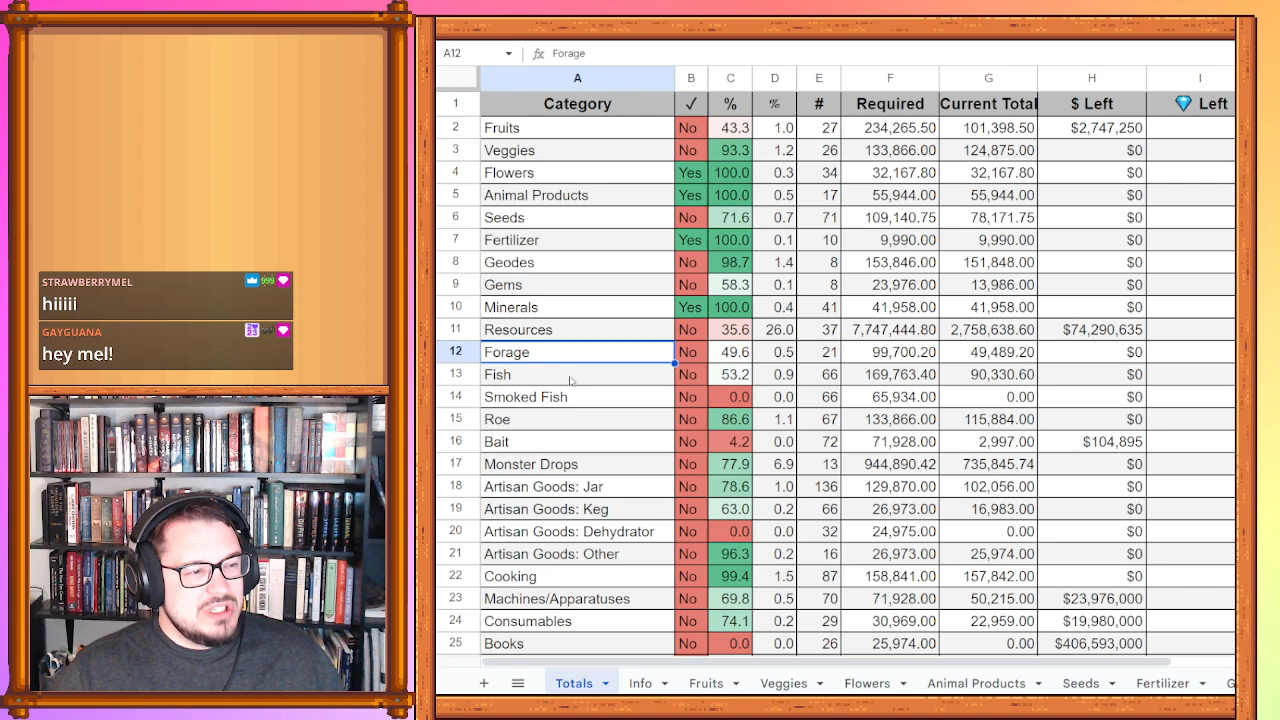 STRAWBERRYMEL 999
hiiiii
GAYGUANA
hey mel!
A12 fx Forage
A B C D E F G H I
1 Category ✓ % ‰ # Required Current Total $ Left 💎 Left
2 Fruits No 43.3 1.0 27 234,265.50 101,398.50 $2,747,250
3 Veggies No 93.3 1.2 26 133,866.00 124,875.00 $0
4 Flowers Yes 100.0 0.3 34 32,167.80 32,167.80 $0
5 Animal Products Yes 100.0 0.5 17 55,944.00 55,944.00 $0
6 Seeds No 71.6 0.7 71 109,140.75 78,171.75 $0
7 Fertilizer Yes 100.0 0.1 10 9,990.00 9,990.00 $0
8 Geodes No 98.7 1.4 8 153,846.00 151,848.00 $0
9 Gems No 58.3 0.1 8 23,976.00 13,986.00 $0
10 Minerals Yes 100.0 0.4 41 41,958.00 41,958.00 $0
11 Resources No 35.6 26.0 37 7,747,444.80 2,758,638.60 $74,290,635
12 Forage No 49.6 0.5 21 99,700.20 49,489.20 $0
13 Fish No 53.2 0.9 66 169,763.40 90,330.60 $0
14 Smoked Fish No 0.0 0.0 66 65,934.00 0.00 $0
15 Roe No 86.6 1.1 67 133,866.00 115,884.00 $0
16 Bait No 4.2 0.0 72 71,928.00 2,997.00 $104,895
17 Monster Drops No 77.9 6.9 13 944,890.42 735,845.74 $0
18 Artisan Goods: Jar No 78.6 1.0 136 129,870.00 102,056.00 $0
19 Artisan Goods: Keg No 63.0 0.2 66 26,973.00 16,983.00 $0
20 Artisan Goods: Dehydrator No 0.0 0.0 32 24,975.00 0.00 $0
21 Artisan Goods: Other No 96.3 0.2 16 26,973.00 25,974.00 $0
22 Cooking No 99.4 1.5 87 158,841.00 157,842.00 $0
23 Machines/Apparatuses No 69.8 0.5 70 71,928.00 50,215.00 $23,976,000
24 Consumables No 74.1 0.2 29 30,969.00 22,959.00 $19,980,000
25 Books No 0.0 0.0 26 25,974.00 0.00 $406,593,000
+ Totals Info Fruits Veggies Flowers Animal Products Seeds Fertilizer G